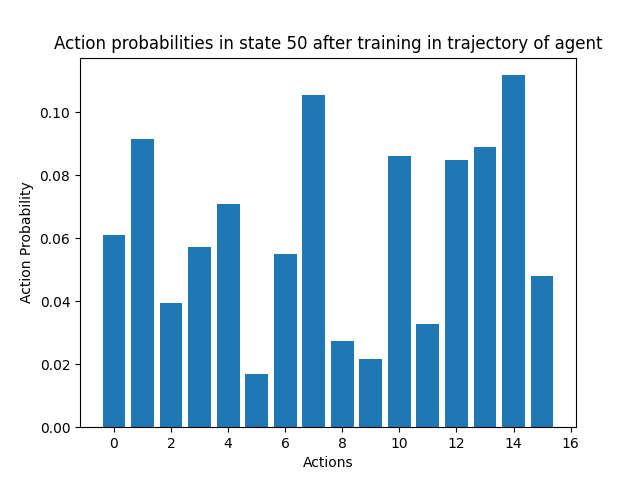 Action probabilities in state 50 after training in trajectory of agent
Action Probability
0.10
0.08
0.06
0.04
0.02
0.00
0 2 4 6 8 10 12 14 16
Actions